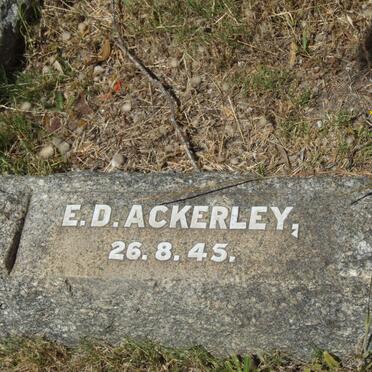 E. D. ACKERLEY,
26. 8. 45.